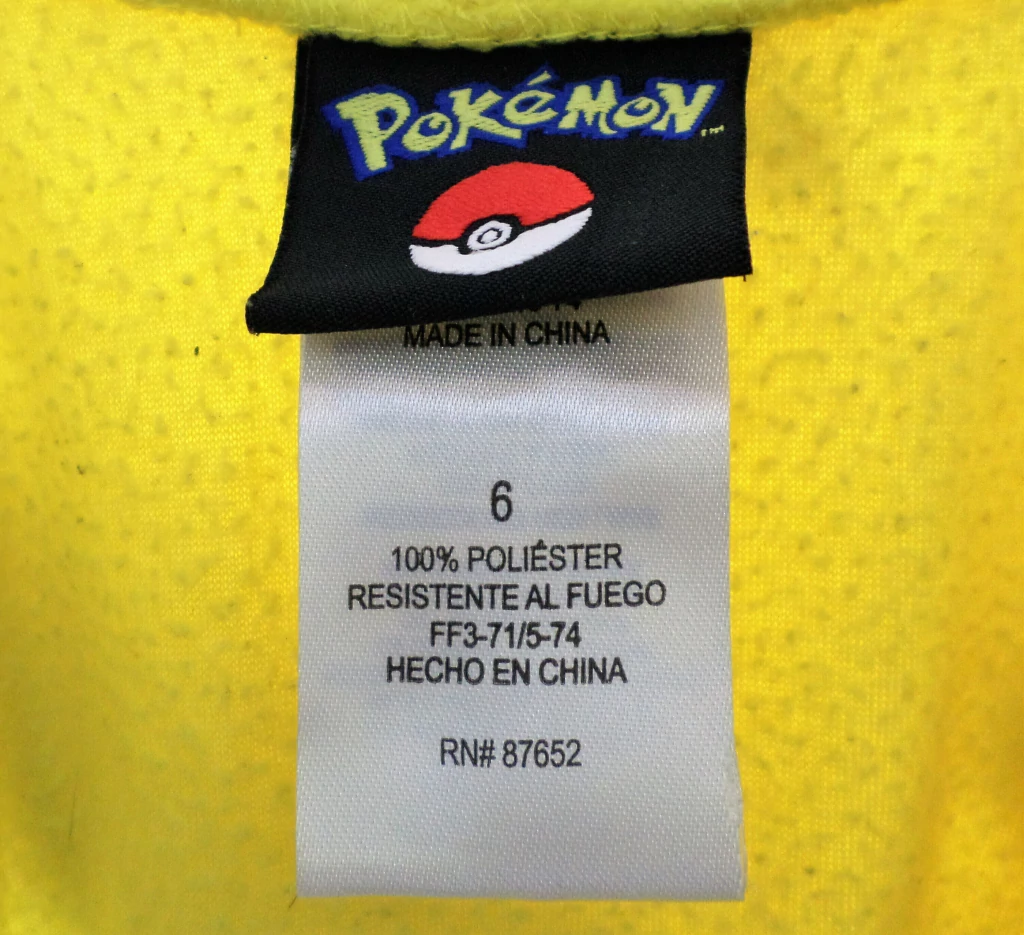 POKéMON
MADE IN CHINA
6
100% POLIÉSTER
RESISTENTE AL FUEGO
FF3-71/5-74
HECHO EN CHINA
RN# 87652